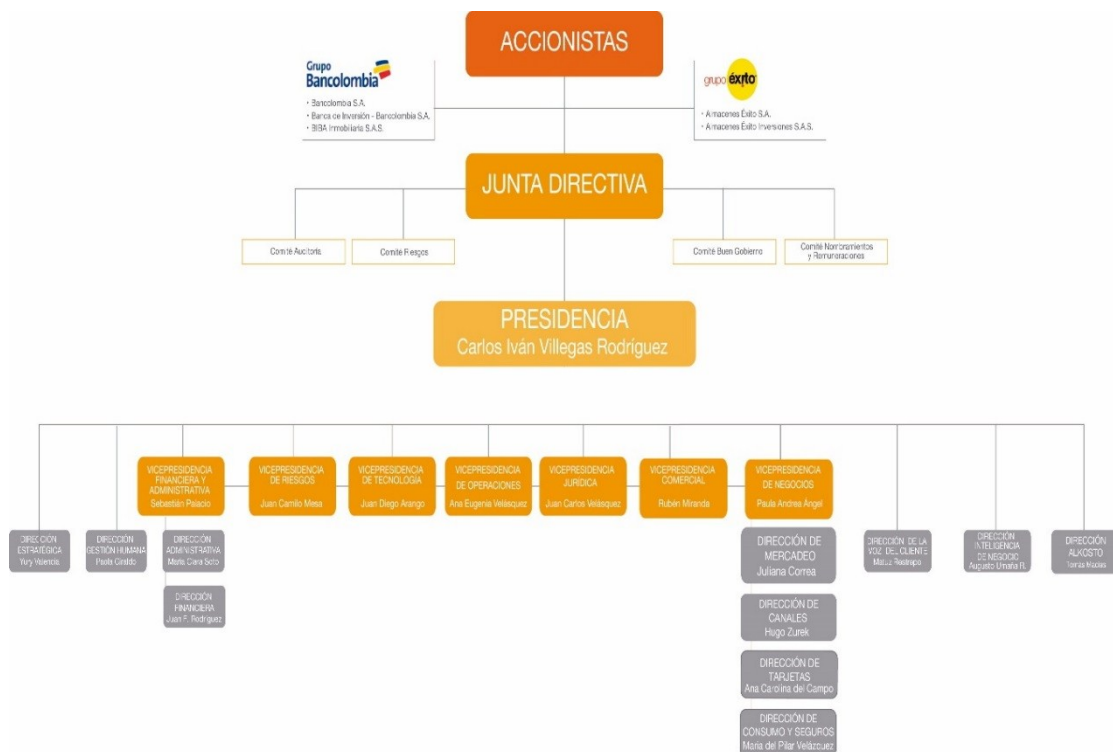 ACCIONISTAS
Grupo
Bancolombia
• Bancolombia S.A.
• Banca de Inversión - Bancolombia S.A.
• BIBA Inmobiliaria S.A.S.
grupo éxito
• Almacenes Éxito S.A.
• Almacenes Éxito Inversiones S.A.S.
JUNTA DIRECTIVA
Comité Auditoría
Comité Riesgos
Comité Buen Gobierno
Comité Nombramientos
y Remuneraciones
PRESIDENCIA
Carlos Iván Villegas Rodríguez
VICEPRESIDENCIA
FINANCIERA Y
ADMINISTRATIVA
Sebastián Palacio
VICEPRESIDENCIA
DE RIESGOS
Juan Camilo Mesa
VICEPRESIDENCIA
DE TECNOLOGÍA
Juan Diego Arango
VICEPRESIDENCIA
DE OPERACIONES
Ana Eugenia Velásquez
VICEPRESIDENCIA
JURÍDICA
Juan Carlos Velásquez
VICEPRESIDENCIA
COMERCIAL
Rubén Miranda
VICEPRESIDENCIA
DE NEGOCIOS
Paula Andrea Ángel
DIRECCIÓN
ESTRATÉGICA
Yury Valencia
DIRECCIÓN
GESTIÓN HUMANA
Paola Giraldo
DIRECCIÓN
ADMINISTRATIVA
María Clara Soto
DIRECCIÓN
FINANCIERA
Juan F. Rodríguez
DIRECCIÓN DE
MERCADEO
Juliana Correa
DIRECCIÓN DE
CANALES
Hugo Zurek
DIRECCIÓN DE
TARJETAS
Ana Carolina del Campo
DIRECCIÓN DE
CONSUMO Y SEGUROS
María del Pilar Velázquez
DIRECCIÓN DE LA
VOZ DEL CLIENTE
Restrepo
DIRECCIÓN
INTELIGENCIA
DE NEGOCIO
Augusto Umaña R.
DIRECCIÓN
ALKOSTO
Tomás Macías